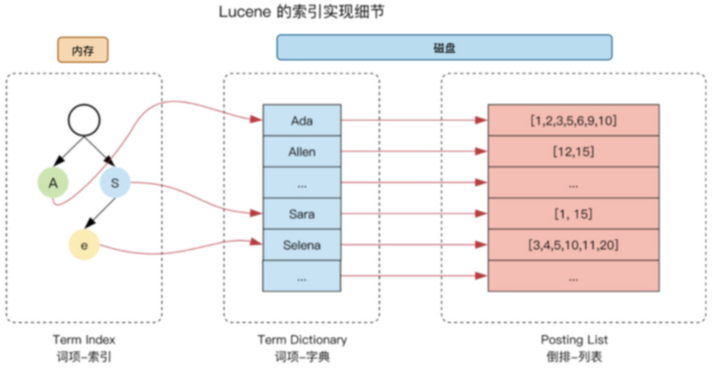 Lucene 的索引实现细节
内存
磁盘
A
S
e
Ada
Allen
...
Sara
Selena
...
[1,2,3,5,6,9,10]
[12,15]
...
[1, 15]
[3,4,5,10,11,20]
...
Term Index
词项-索引
Term Dictionary
词项-字典
Posting List
倒排-列表